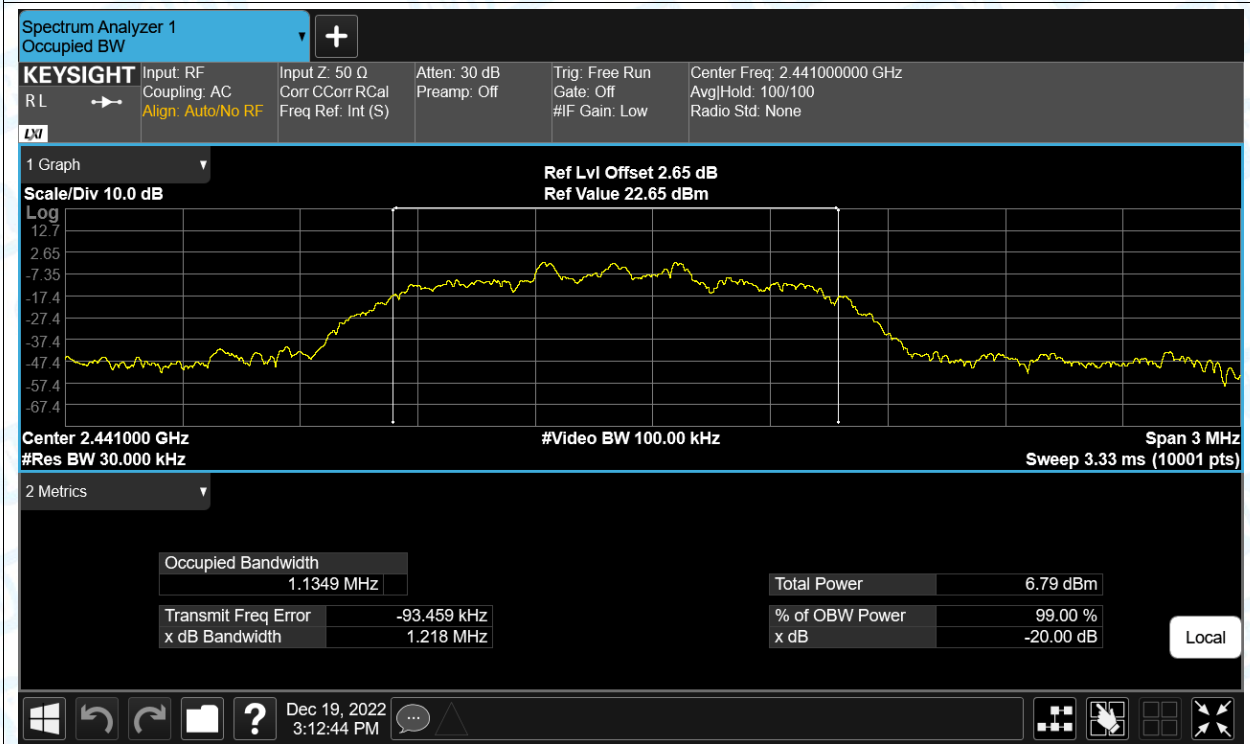 Spectrum Analyzer 1
Occupied BW
KEYSIGHT
R L
LXI
Input: RF
Coupling: AC
Align: Auto/No RF
Input Z: 50 Ω
Corr CCorr RCal
Freq Ref: Int (S)
Atten: 30 dB
Preamp: Off
Trig: Free Run
Gate: Off
#IF Gain: Low
Center Freq: 2.441000000 GHz
Avg|Hold: 100/100
Radio Std: None
1 Graph
Scale/Div 10.0 dB
Ref Lvl Offset 2.65 dB
Ref Value 22.65 dBm
Log
12.7
2.65
-7.35
-17.4
-27.4
-37.4
-47.4
-57.4
-67.4
Center 2.441000 GHz
#Video BW 100.00 kHz
Span 3 MHz
#Res BW 30.000 kHz
Sweep 3.33 ms (10001 pts)
2 Metrics
Occupied Bandwidth
1.1349 MHz
Total Power 6.79 dBm
Transmit Freq Error -93.459 kHz
% of OBW Power 99.00 %
x dB Bandwidth 1.218 MHz
x dB -20.00 dB
Local
?
Dec 19, 2022
3:12:44 PM